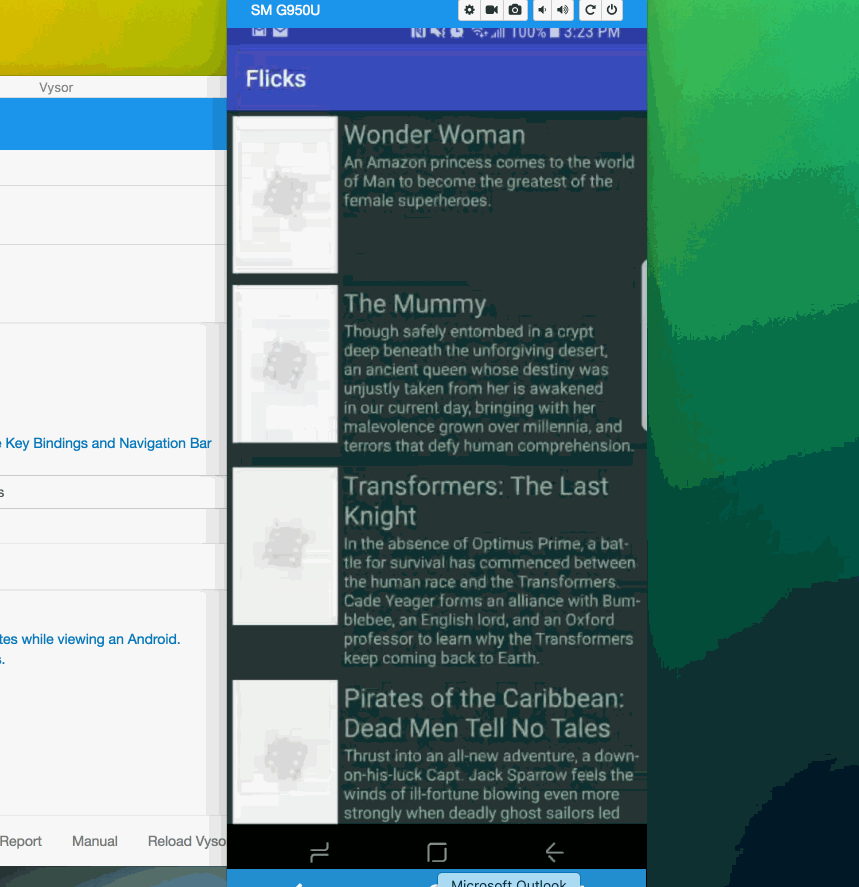 SM G950U
100% 3:23 PM
Vysor
Flicks
Wonder Woman
An Amazon princess comes to the world
of Man to become the greatest of the
female superheroes.
The Mummy
Though safely entombed in a crypt
deep beneath the unforgiving desert,
an ancient queen whose destiny was
unjustly taken from her is awakened
in our current day, bringing with her
malevolence grown over millennia, and
terrors that defy human comprehension.
Transformers: The Last
Knight
In the absence of Optimus Prime, a bat-
tle for survival has commenced between
the human race and the Transformers.
Cade Yeager forms an alliance with Bum-
blebee, an English lord, and an Oxford
professor to learn why the Transformers
keep coming back to Earth.
Pirates of the Caribbean:
Dead Men Tell No Tales
Thrust into an all-new adventure, a down-
on-his-luck Capt. Jack Sparrow feels the
winds of ill-fortune blowing even more
strongly when deadly ghost sailors led
e Key Bindings and Navigation Bar
s
tes while viewing an Android.
s.
Report Manual Reload Vyso
Microsoft Outlook